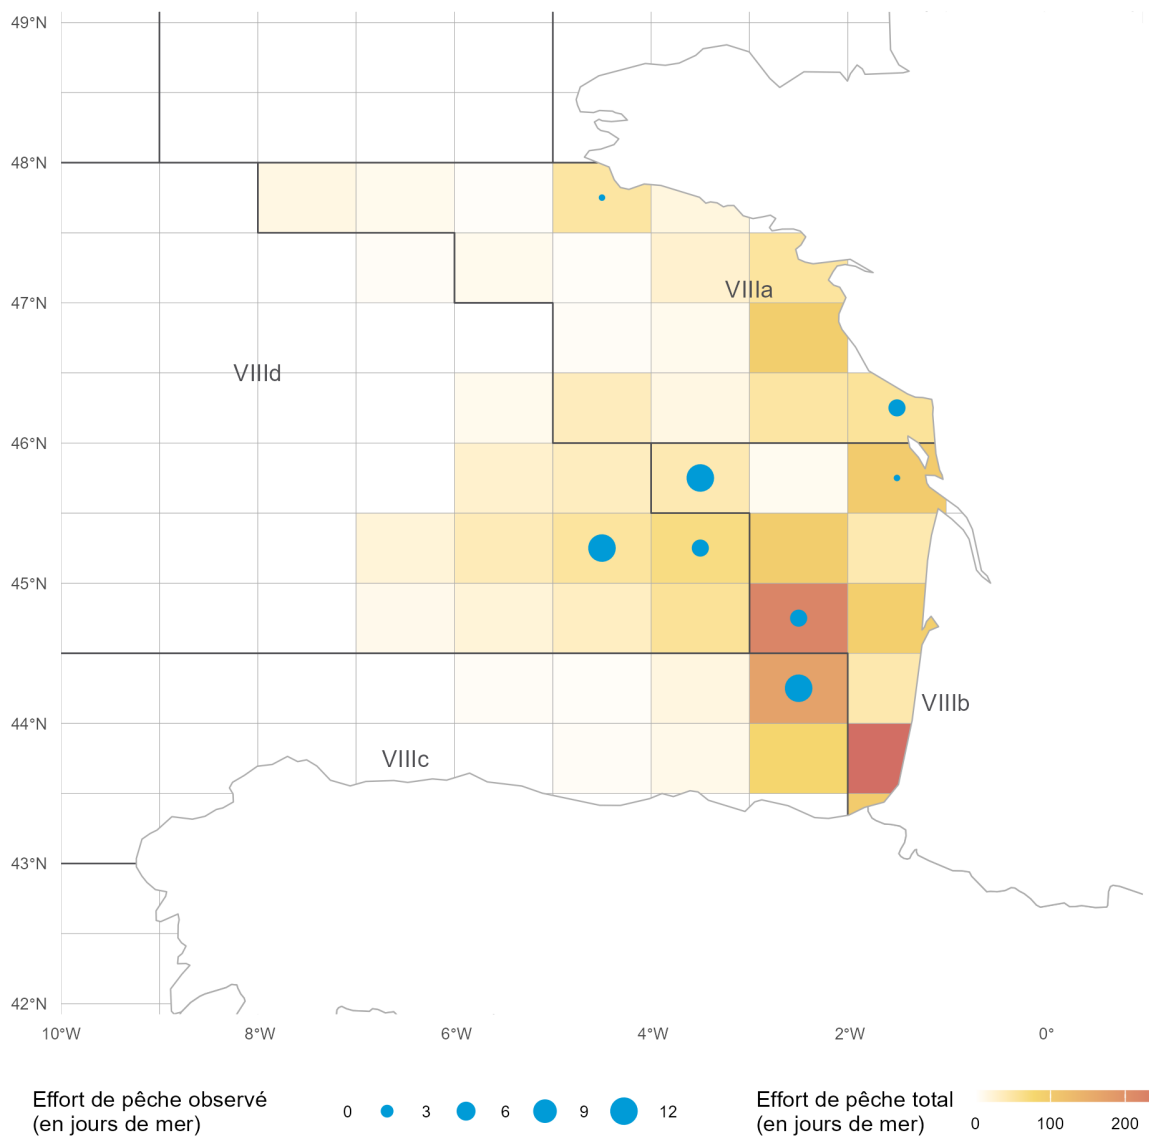 49°N
48°N
47°N
46°N
45°N
44°N
43°N
42°N
VIIIa
VIIId
VIIIb
VIIIc
10°W 8°W 6°W 4°W 2°W 0°
Effort de pêche observé
(en jours de mer)
0 3 6 9 12
Effort de pêche total
(en jours de mer)
0 100 200